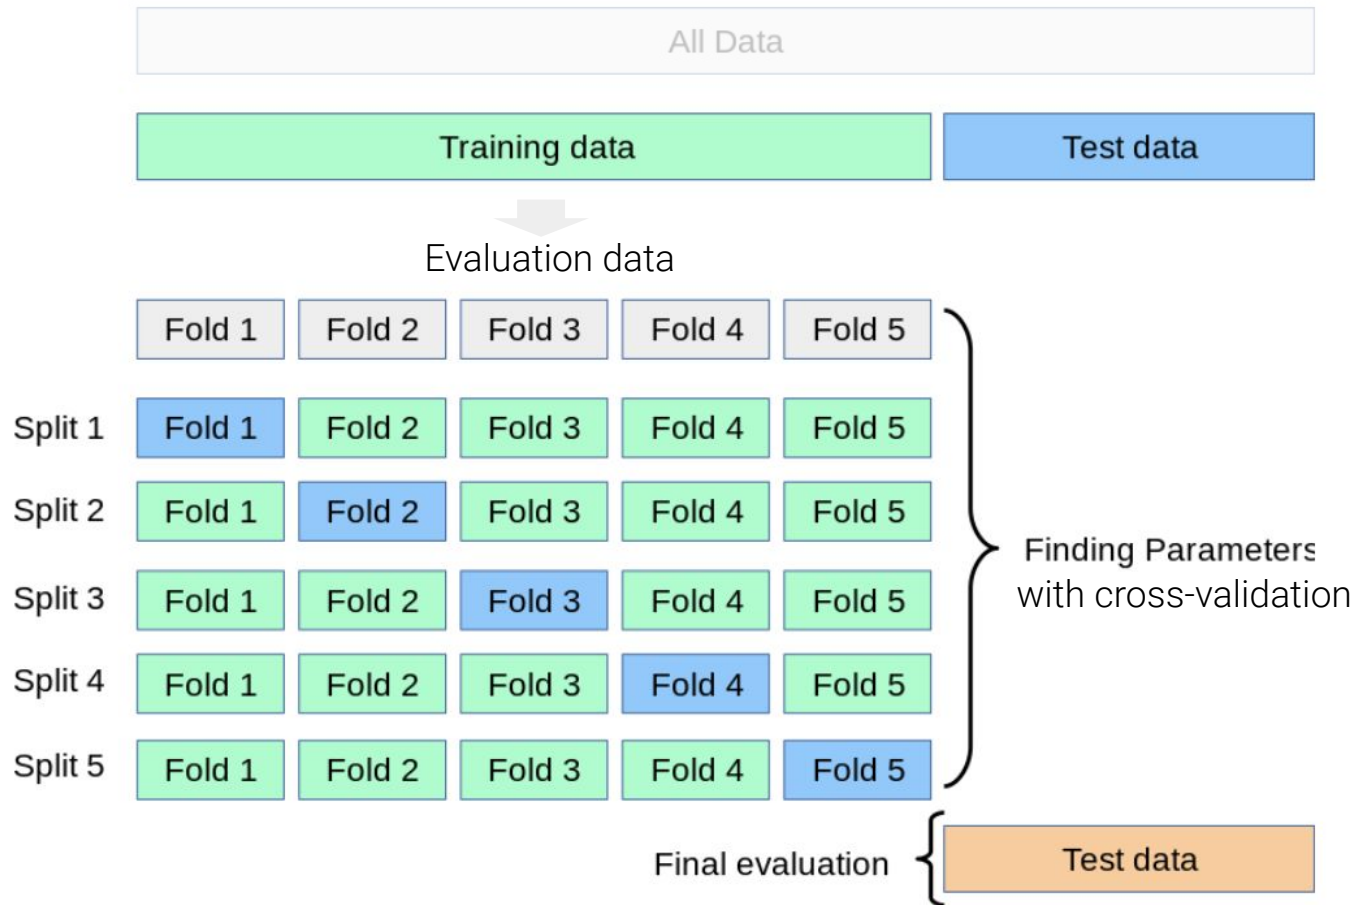 All Data
Training data Test data
Evaluation data
Fold 1 Fold 2 Fold 3 Fold 4 Fold 5
Split 1 Fold 1 Fold 2 Fold 3 Fold 4 Fold 5
Split 2 Fold 1 Fold 2 Fold 3 Fold 4 Fold 5
Finding Parameters
with cross-validation
Split 3 Fold 1 Fold 2 Fold 3 Fold 4 Fold 5
Split 4 Fold 1 Fold 2 Fold 3 Fold 4 Fold 5
Split 5 Fold 1 Fold 2 Fold 3 Fold 4 Fold 5
Final evaluation Test data